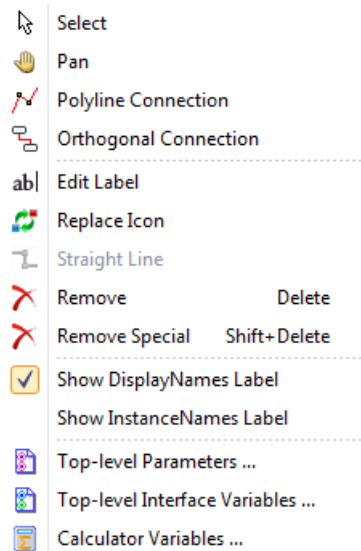 Select
Pan
Polyline Connection
Orthogonal Connection
ab| Edit Label
Replace Icon
Straight Line
Remove Delete
Remove Special Shift+Delete
Show DisplayNames Label
Show InstanceNames Label
Top-level Parameters ...
Top-level Interface Variables ...
Calculator Variables ...